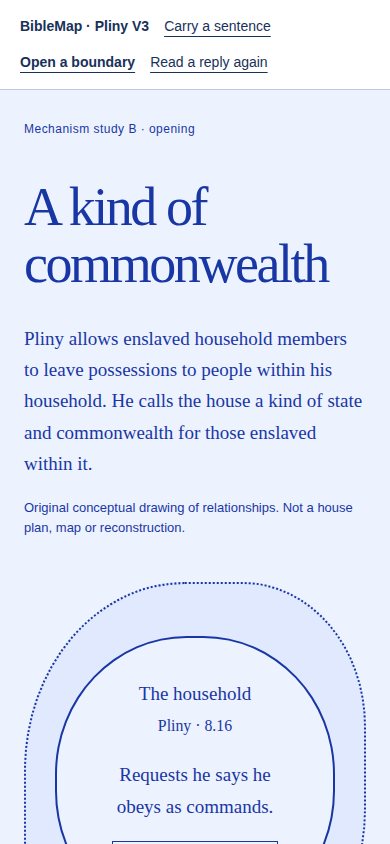 BibleMap · Pliny V3 Carry a sentence
Open a boundary Read a reply again
Mechanism study B · opening
A kind of
commonwealth
Pliny allows enslaved household members
to leave possessions to people within his
household. He calls the house a kind of state
and commonwealth for those enslaved
within it.
Original conceptual drawing of relationships. Not a house
plan, map or reconstruction.
The household
Pliny · 8.16
Requests he says he
obeys as commands.